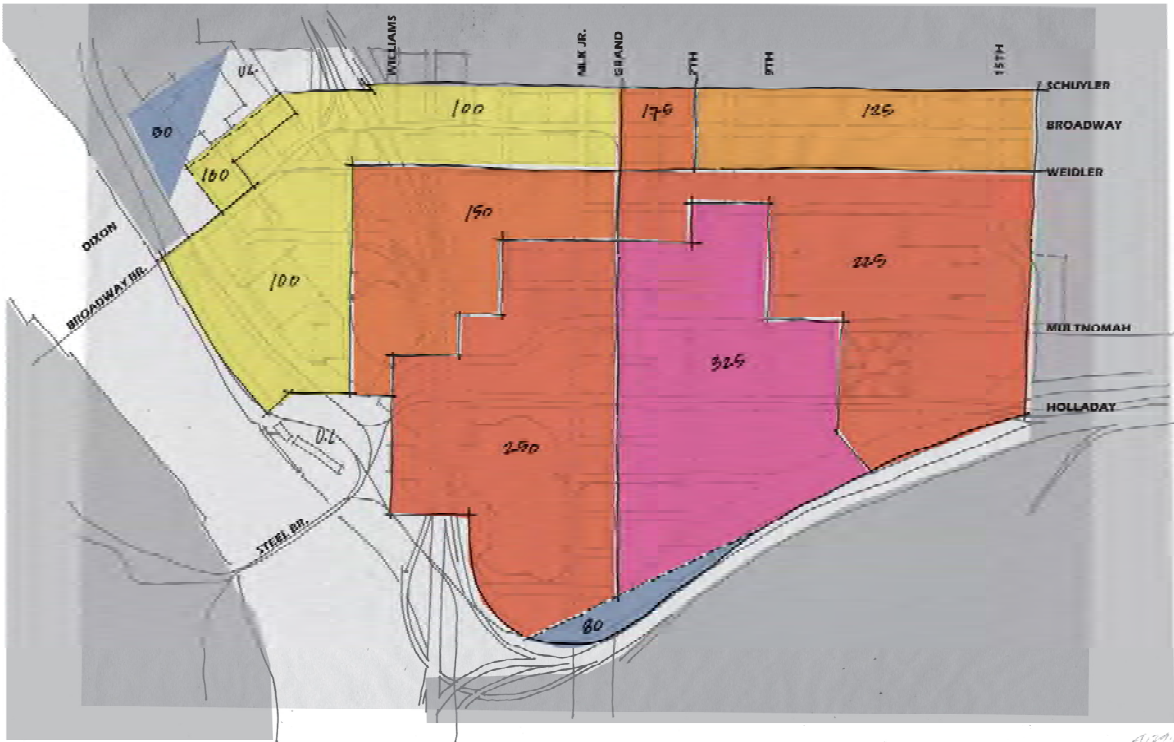 WILLIAMS
MLK JR.
GRAND
7TH
9TH
15TH
SCHUYLER
BROADWAY
WEIDLER
MULTNOMAH
HOLLADAY
DIXON
BROADWAY BR.
STEEL BR.
U.L.
80
100
100
175
125
100
150
225
325
250
U.L.
80